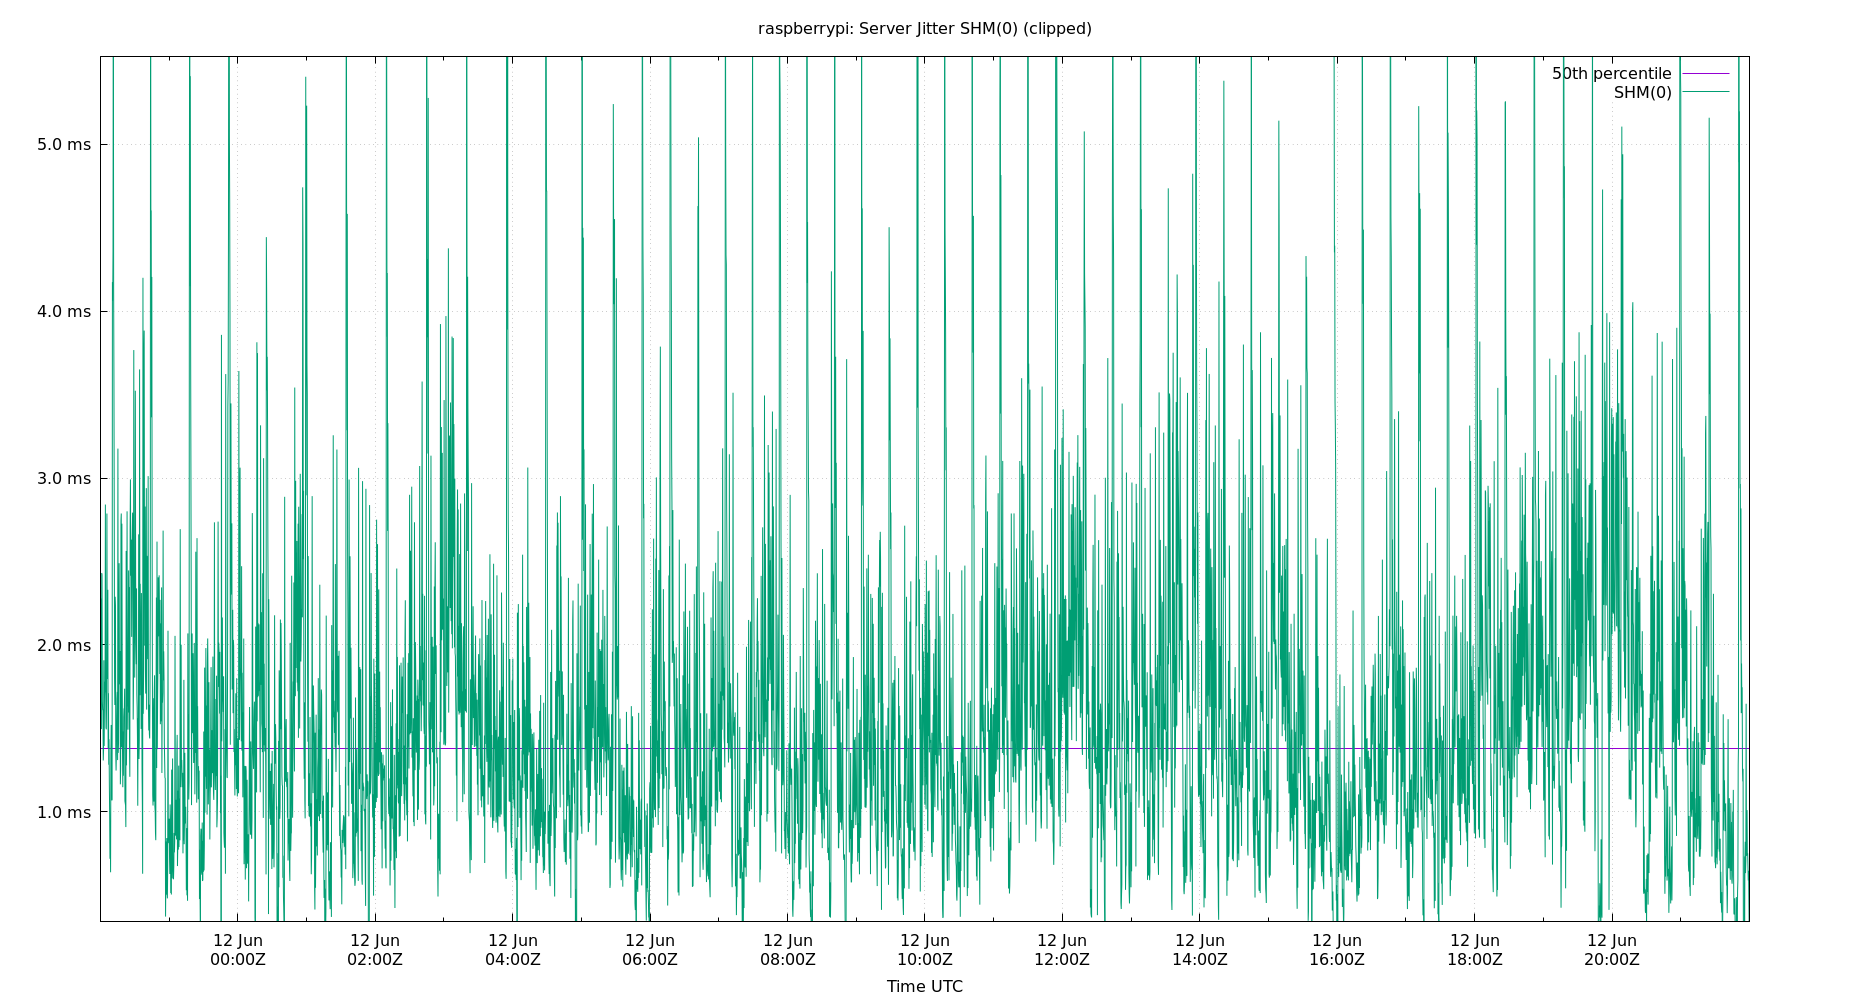 raspberrypi: Server Jitter SHM(0) (clipped)
50th percentile
SHM(0)
5.0 ms
4.0 ms
3.0 ms
2.0 ms
1.0 ms
12 Jun 12 Jun 12 Jun 12 Jun 12 Jun 12 Jun 12 Jun 12 Jun 12 Jun 12 Jun 12 Jun
00:00Z 02:00Z 04:00Z 06:00Z 08:00Z 10:00Z 12:00Z 14:00Z 16:00Z 18:00Z 20:00Z
Time UTC